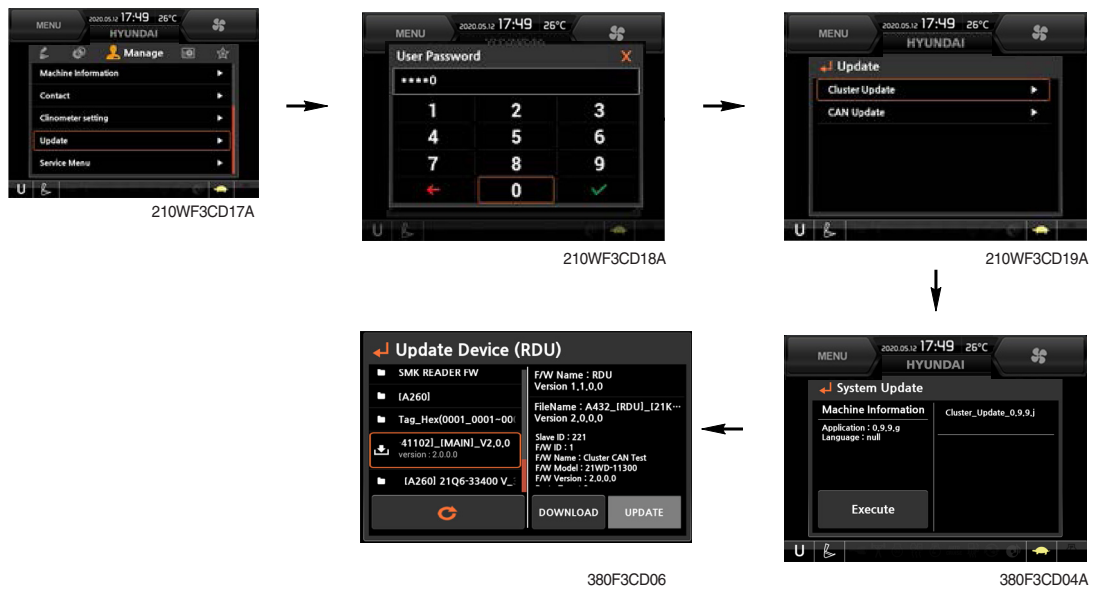 MENU
2020.05.12 17:49 26°C
HYUNDAI
Manage
Machine Information
Contact
Clinometer setting
Update
Service Menu
U
210WF3CD17A
MENU
2020.05.12 17:49 26°C
User Password
X
****0
1 2 3
4 5 6
7 8 9
0
U
210WF3CD18A
MENU
2020.05.12 17:49 26°C
HYUNDAI
Update
Cluster Update
CAN Update
U
210WF3CD19A
MENU
2020.05.12 17:49 26°C
HYUNDAI
System Update
Machine Information
Application : 0,9,9,g
Language : null
Cluster_Update_0,9,9,j
Execute
U
380F3CD04A
Update Device (RDU)
SMK READER FW
[A260]
Tag_Hex(0001_0001~00
41102]_[MAIN]_V2,0,0
version : 2.0.0.0
[A260] 21Q6-33400 V_
F/W Name : RDU
Version 1,1,0,0
FileName : A432_[RDU]_[21K···
Version 2,0,0,0
Slave ID : 221
F/W ID : 1
F/W Name : Cluster CAN Test
F/W Model : 21WD-11300
F/W Version : 2,0,0,0
DOWNLOAD
UPDATE
380F3CD06